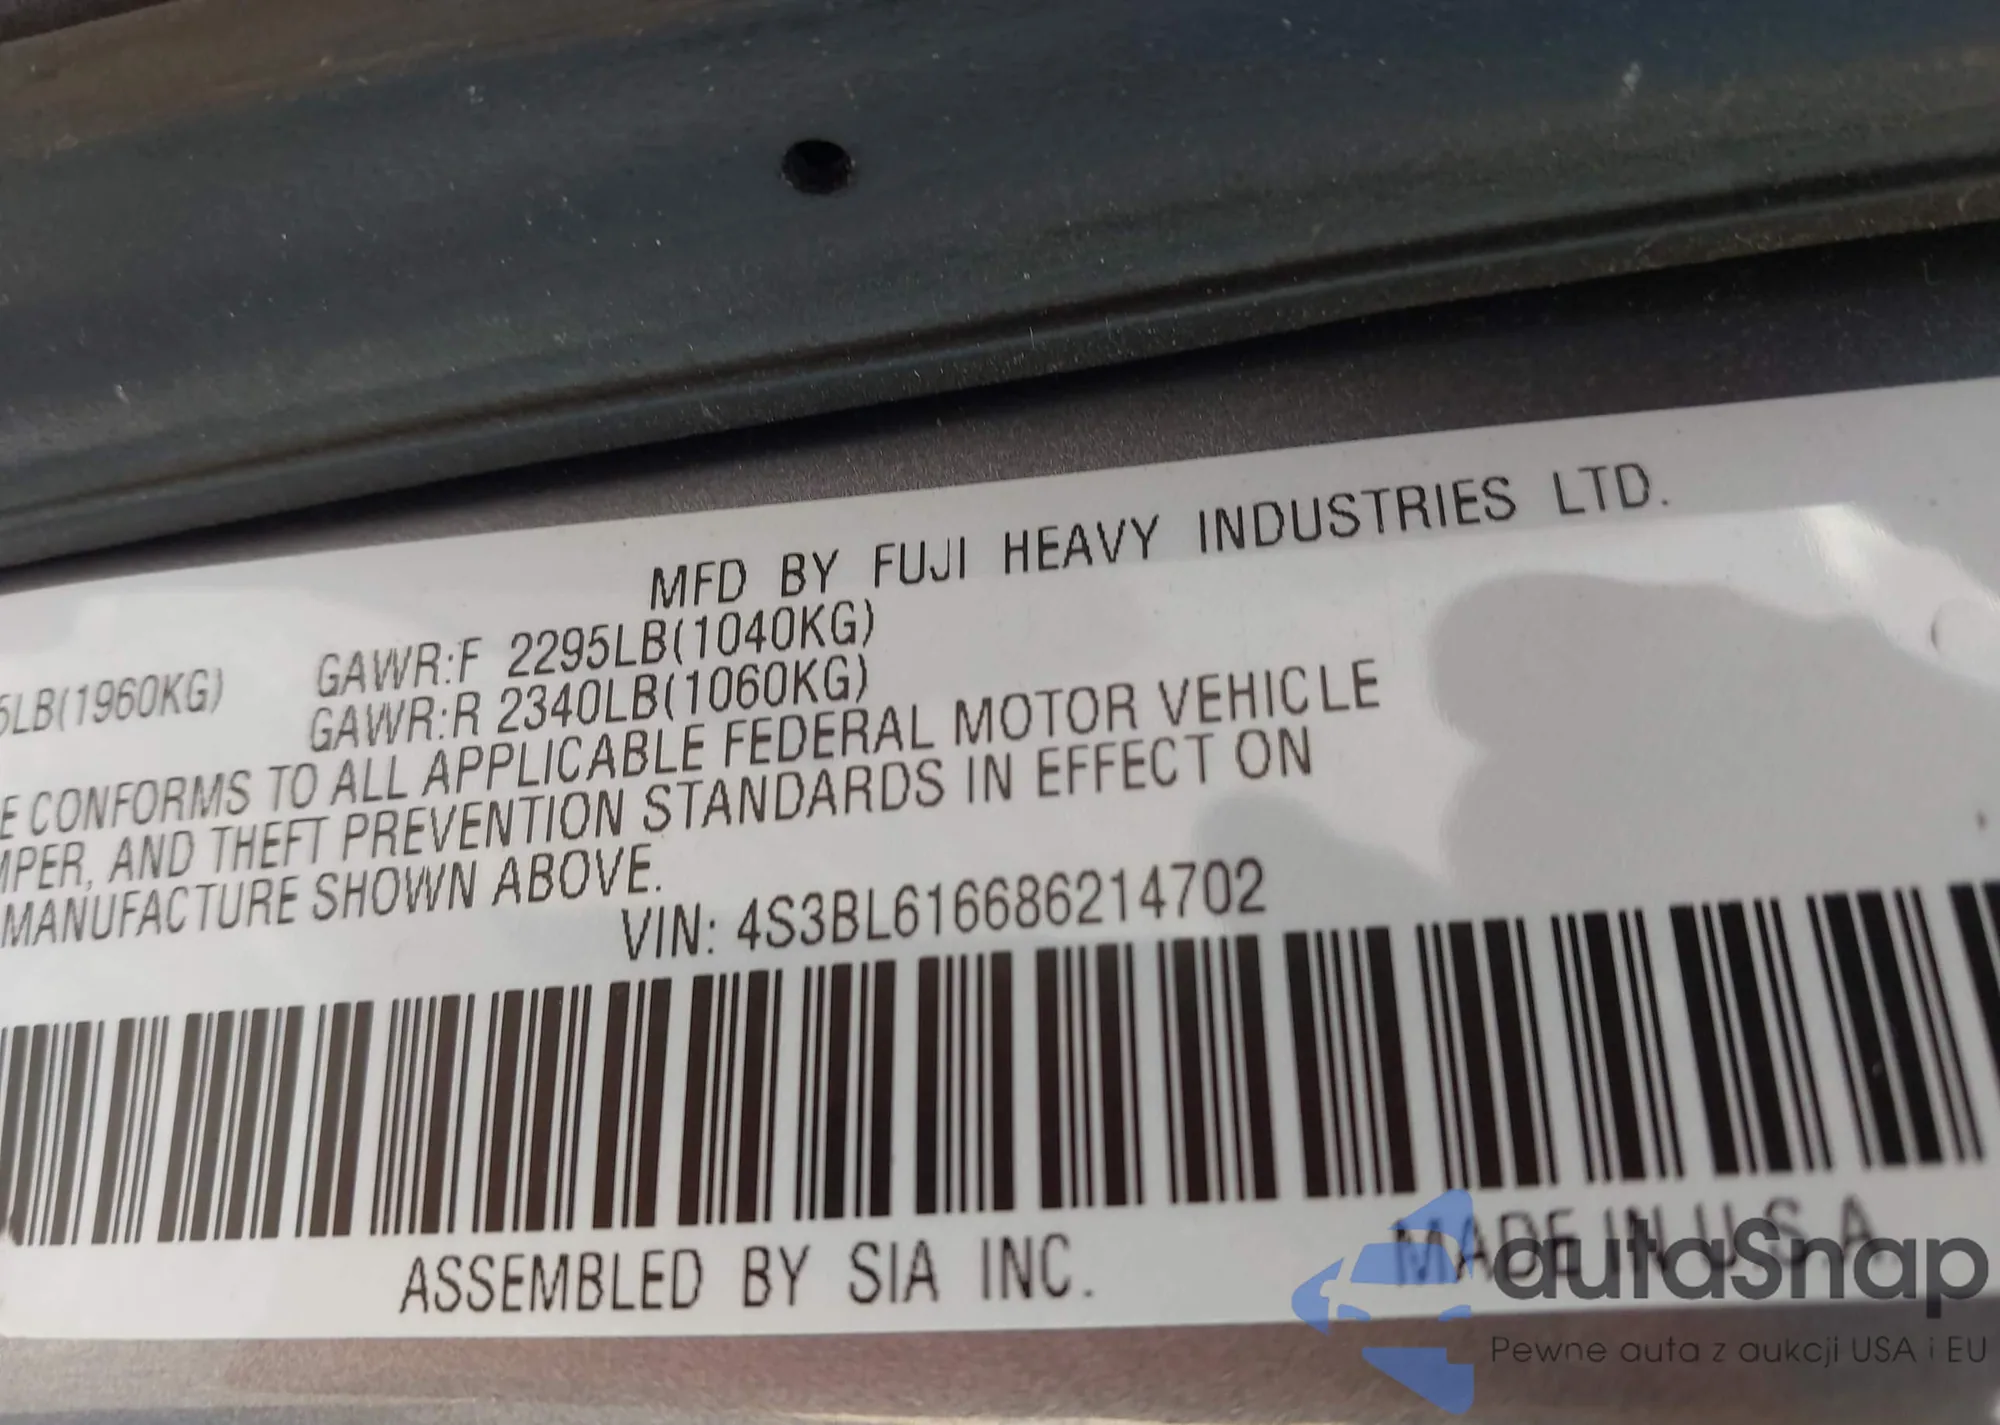 MFD BY FUJI HEAVY INDUSTRIES LTD.
5LB(1960KG) GAWR:F 2295LB(1040KG)
GAWR:R 2340LB(1060KG)
E CONFORMS TO ALL APPLICABLE FEDERAL MOTOR VEHICLE
MPER, AND THEFT PREVENTION STANDARDS IN EFFECT ON
MANUFACTURE SHOWN ABOVE.
VIN: 4S3BL616686214702
ASSEMBLED BY SIA INC.
MADE IN U.S.A.
autaSnap
Pewne auta z aukcji USA i EU